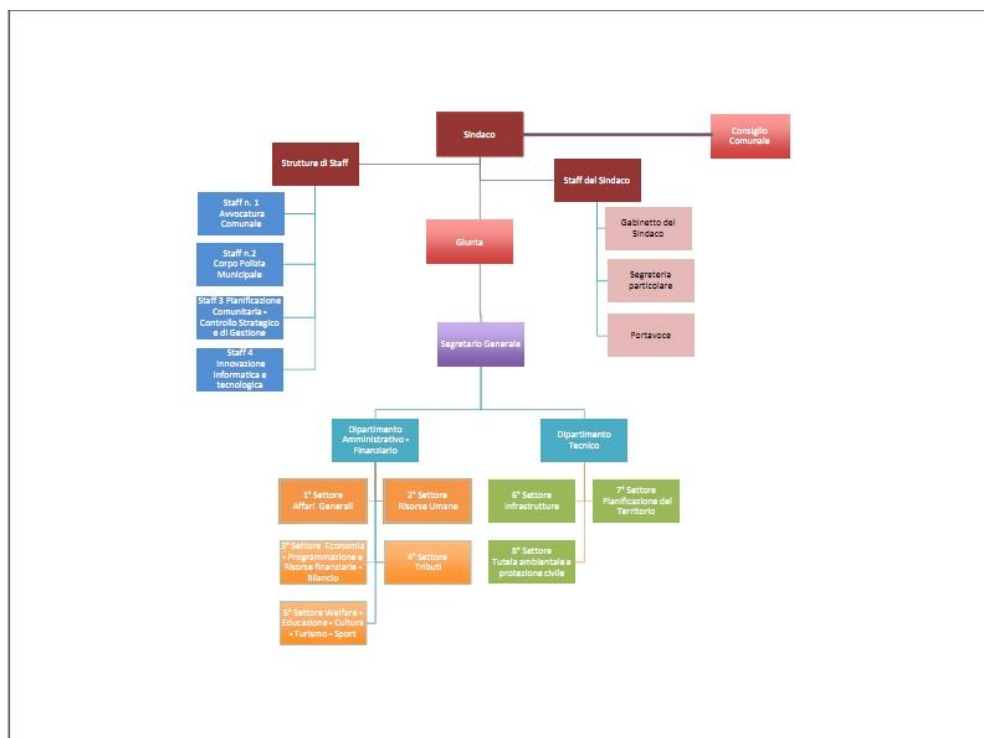 Sindaco
Consiglio
Comunale
Strutture di Staff
Staff del Sindaco
Staff n. 1
Avvocatura
Comunale
Gabinetto del
Sindaco
Giunta
Staff n.2
Corpo Polizia
Municipale
Segreteria
particolare
Staff 3 Pianificazione
Comunitaria -
Controllo Strategico
e di Gestione
Portavoce
Segretario Generale
Staff 4
Innovazione
Informatica e
tecnologica
Dipartimento
Amministrativo -
Finanziario
Dipartimento
Tecnico
1° Settore
Affari Generali
2° Settore
Risorse Umane
6° Settore
Infrastrutture
7° Settore
Pianificazione del
Territorio
3° Settore Economia
- Programmazione e
Risorse finanziarie -
Bilancio
4° Settore
Tributi
8° Settore
Tutela ambientale e
protezione civile
5° Settore Welfare -
Educazione - Cultura
- Turismo - Sport